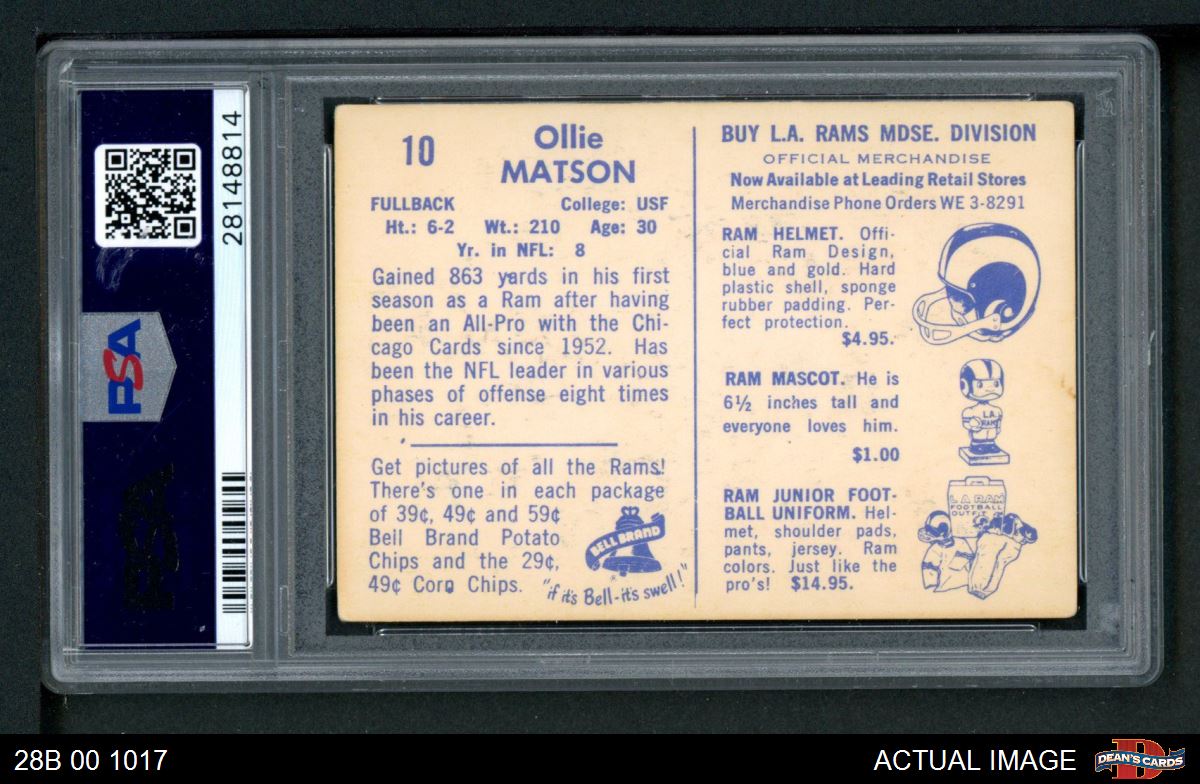 28148814
PSA
10
Ollie
MATSON
FULLBACK College: USF
Ht.: 6-2 Wt.: 210 Age: 30
Yr. in NFL: 8
Gained 863 yards in his first
season as a Ram after having
been an All-Pro with the Chi-
cago Cards since 1952. Has
been the NFL leader in various
phases of offense eight times
in his career.
Get pictures of all the Rams!
There's one in each package
of 39¢, 49¢ and 59¢
Bell Brand Potato
Chips and the 29¢,
49¢ Corn Chips.
BELL BRAND
®
"if it's Bell-it's swell!"
BUY L.A. RAMS MDSE. DIVISION
OFFICIAL MERCHANDISE
Now Available at Leading Retail Stores
Merchandise Phone Orders WE 3-8291
RAM HELMET. Offi-
cial Ram Design,
blue and gold. Hard
plastic shell, sponge
rubber padding. Per-
fect protection.
$4.95.
RAM MASCOT. He is
6½ inches tall and
everyone loves him.
$1.00
L.A.
RAMS
RAM JUNIOR FOOT-
BALL UNIFORM. Hel-
met, shoulder pads,
pants, jersey. Ram
colors. Just like the
pro's! $14.95.
L A RAM
FOOTBALL
OUTFIT
28B 00 1017
ACTUAL IMAGE
D
DEAN'S CARDS